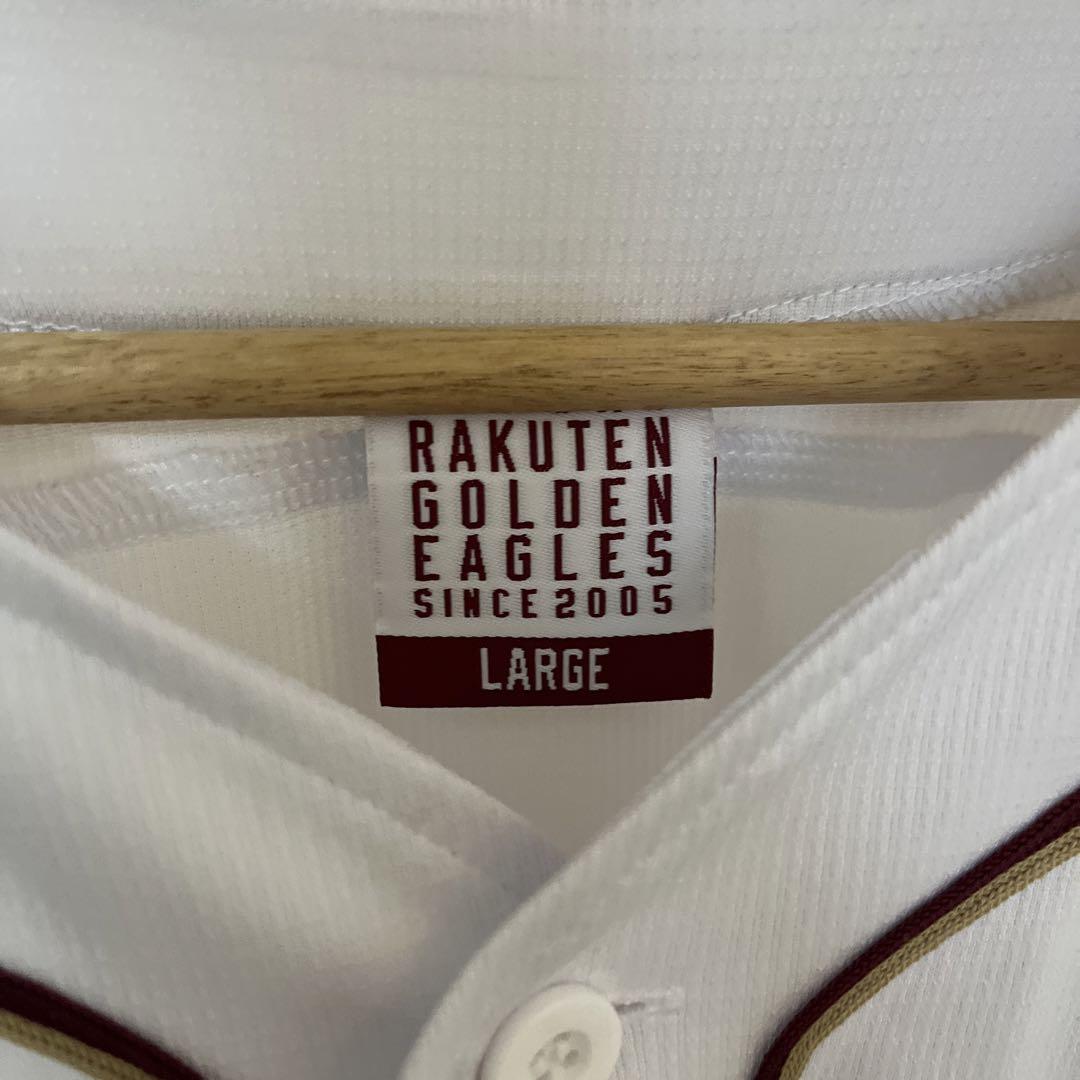 RAKUTEN
GOLDEN
EAGLES
SINCE 2005
LARGE